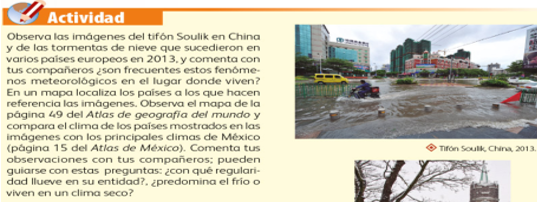 Actividad
Observa las imágenes del tifón Soulik en China
y de las tormentas de nieve que sucedieron en
varios países europeos en 2013, y comenta con
tus compañeros ¿son frecuentes estos fenóme-
nos meteorológicos en el lugar donde viven?
En un mapa localiza los países a los que hacen
referencia las imágenes. Observa el mapa de la
página 49 del Atlas de geografía del mundo y
compara el clima de los países mostrados en las
imágenes con los principales climas de México
(página 15 del Atlas de México). Comenta tus
observaciones con tus compañeros; pueden
guiarse con estas preguntas: ¿con qué regulari-
dad llueve en su entidad?, ¿predomina el frío o
viven en un clima seco?
Tifón Soulik, China, 2013.